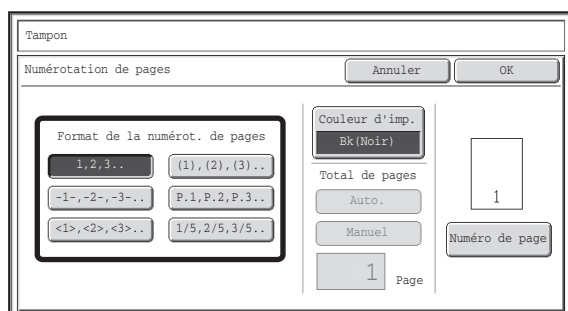 Tampon
Numérotation de pages
Annuler
OK
Format de la numérot. de pages
1,2,3..
(1),(2),(3)..
-1-,-2-,-3-..
P.1,P.2,P.3..
<1>,<2>,<3>..
1/5,2/5,3/5..
Couleur d'imp.
Bk(Noir)
Total de pages
Auto.
Manuel
1 Page
1
Numéro de page